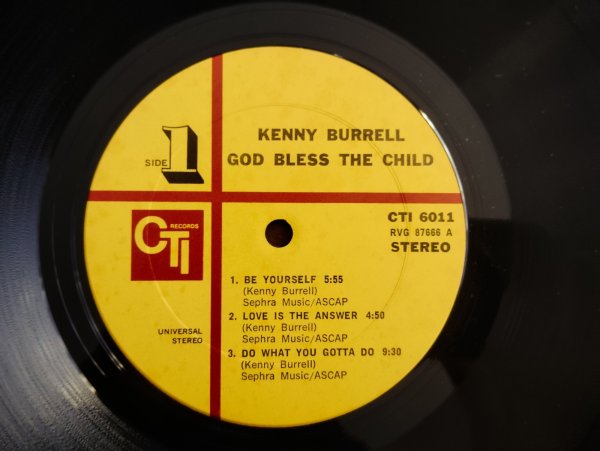 KENNY BURRELL
GOD BLESS THE CHILD
SIDE 1
CTI RECORDS
CTI 6011
RVG 87666 A
STEREO
1. BE YOURSELF 5:55
(Kenny Burrell)
Sephra Music/ASCAP
2. LOVE IS THE ANSWER 4:50
(Kenny Burrell)
Sephra Music/ASCAP
3. DO WHAT YOU GOTTA DO 9:30
(Kenny Burrell)
Sephra Music/ASCAP
UNIVERSAL
STEREO